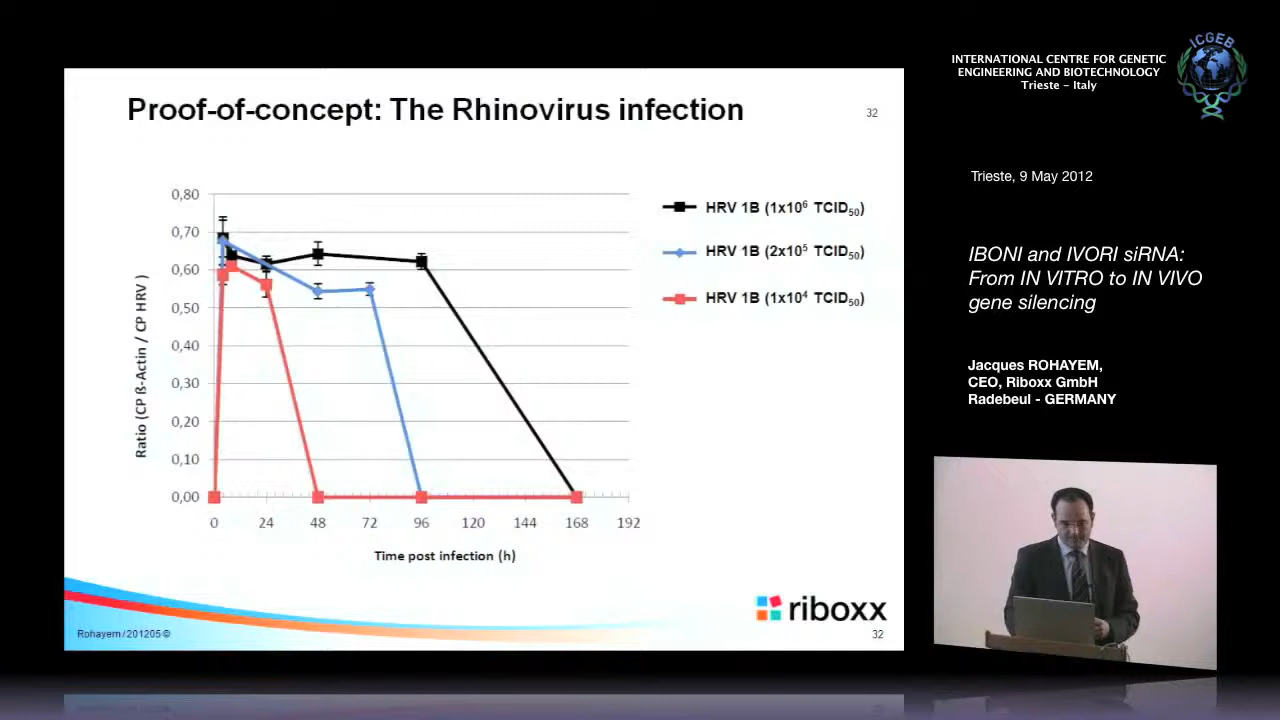 Proof-of-concept: The Rhinovirus infection
32
0,80
0,70
0,60
0,50
0,40
0,30
0,20
0,10
0,00
Ratio (CP ß-Actin / CP HRV )
0 24 48 72 96 120 144 168 192
Time post infection (h)
HRV 1B (1x10⁶ TCID₅₀)
HRV 1B (2x10⁵ TCID₅₀)
HRV 1B (1x10⁴ TCID₅₀)
Rohayem/201205©
riboxx
32
INTERNATIONAL CENTRE FOR GENETIC
ENGINEERING AND BIOTECHNOLOGY
Trieste - Italy
ICGEB
Trieste, 9 May 2012
IBONI and IVORI siRNA:
From IN VITRO to IN VIVO
gene silencing
Jacques ROHAYEM,
CEO, Riboxx GmbH
Radebeul - GERMANY